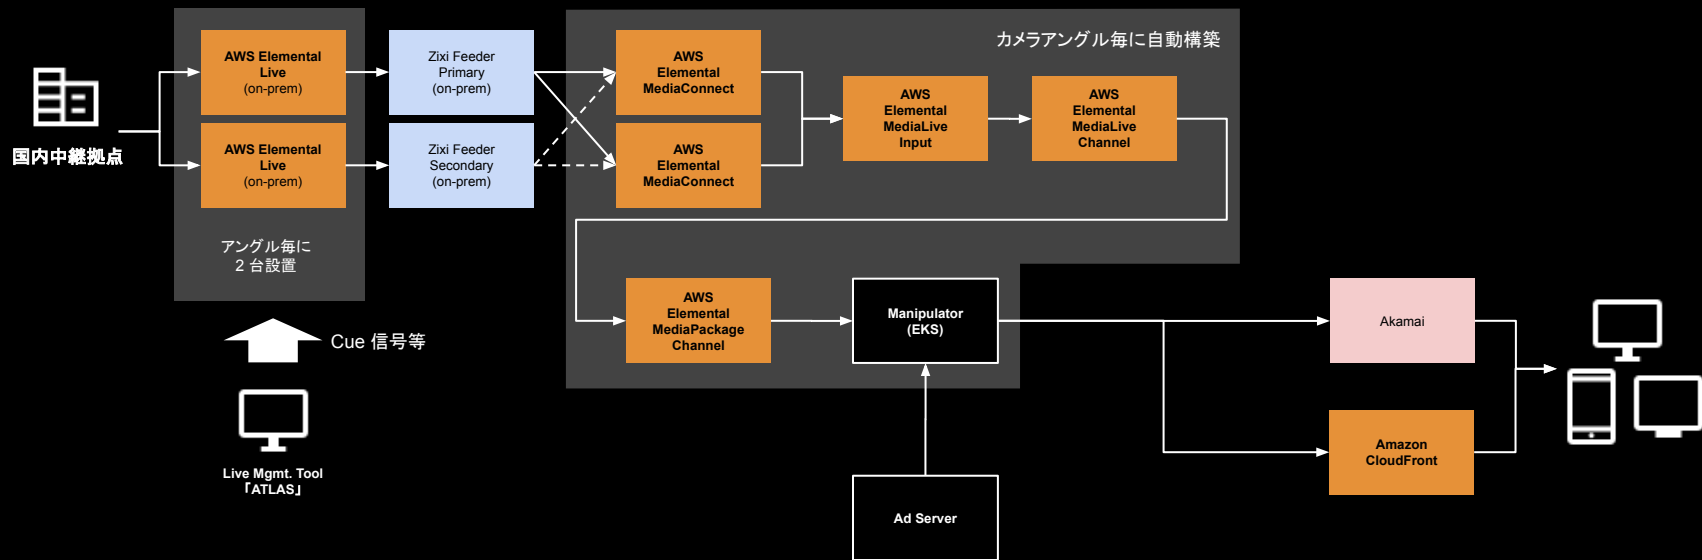 国内中継拠点
AWS Elemental
Live
(on-prem)
AWS Elemental
Live
(on-prem)
アングル毎に
2 台設置
Cue 信号等
Live Mgmt. Tool
「ATLAS」
Zixi Feeder
Primary
(on-prem)
Zixi Feeder
Secondary
(on-prem)
カメラアングル毎に自動構築
AWS
Elemental
MediaConnect
AWS
Elemental
MediaConnect
AWS
Elemental
MediaLive
Input
AWS
Elemental
MediaLive
Channel
AWS
Elemental
MediaPackage
Channel
Manipulator
(EKS)
Ad Server
Akamai
Amazon
CloudFront